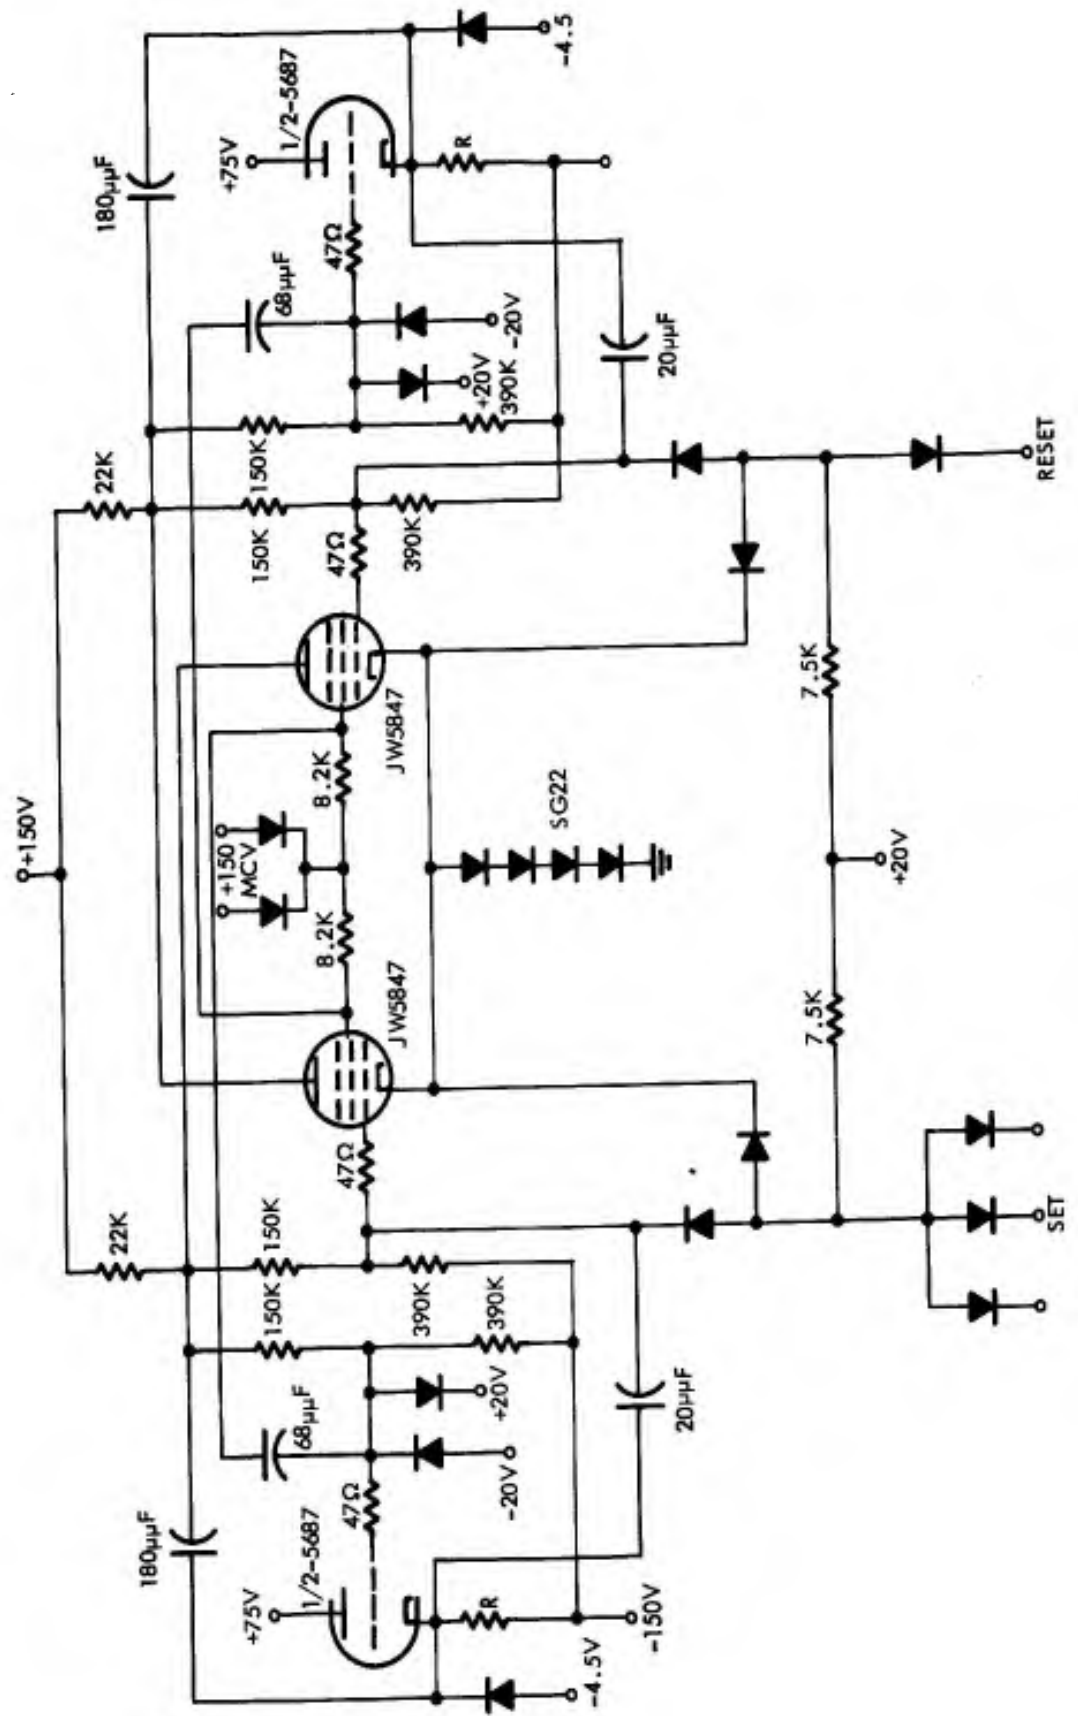 +150V
22K
22K
180μμF
180μμF
+75V
1/2-5687
68μμF
47Ω
150K
150K
47Ω
JW5847
8.2K
+150
MCV
8.2K
JW5847
47Ω
150K
150K
68μμF
47Ω
+75V
1/2-5687
-4.5V
R
-150V
-20V
+20V
390K
390K
20μμF
SG22
390K
+20V
390K
-20V
R
-4.5
20μμF
7.5K
+20V
7.5K
SET
RESET